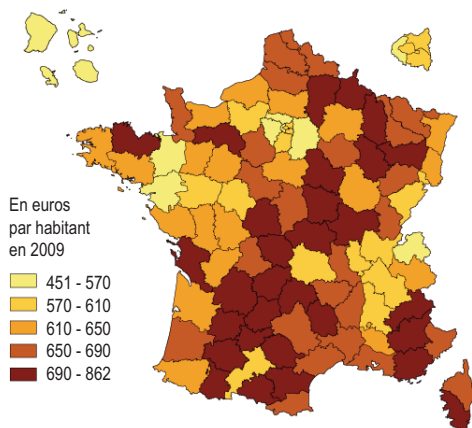 En euros
par habitant
en 2009
451 - 570
570 - 610
610 - 650
650 - 690
690 - 862